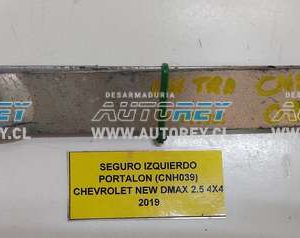 DESARMADURIA
AUTOREY
WWW.AUTOREY.CL
SEGURO IZQUIERDO
PORTALON (CNH039)
CHEVROLET NEW DMAX 2.5 4X4
2019